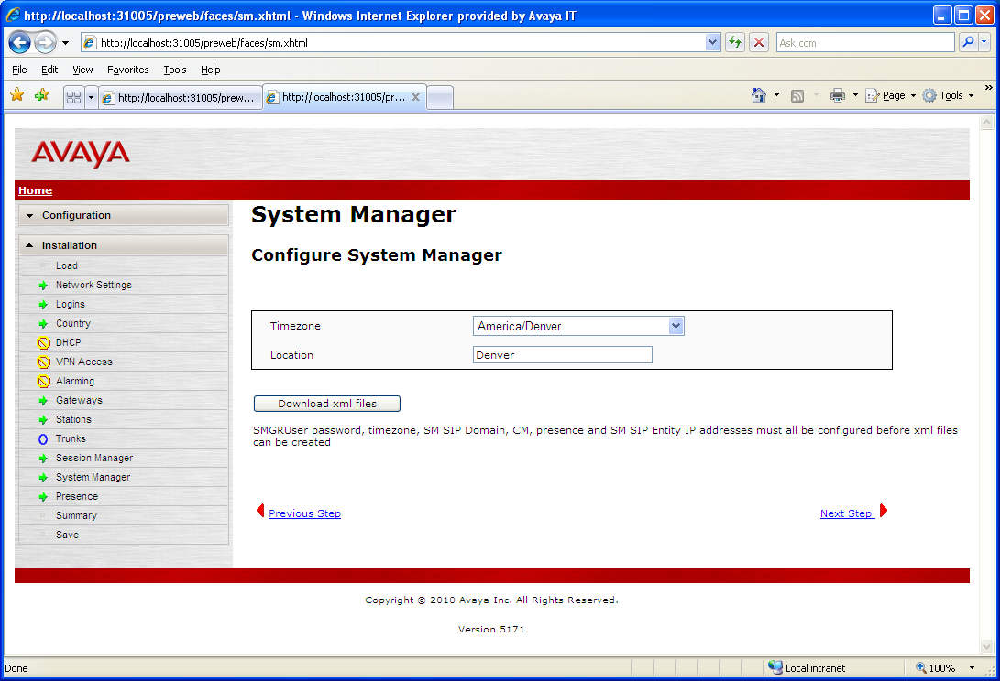 http://localhost:31005/preweb/faces/sm.xhtml - Windows Internet Explorer provided by Avaya IT
http://localhost:31005/preweb/faces/sm.xhtml
Ask.com
File Edit View Favorites Tools Help
http://localhost:31005/prew...
http://localhost:31005/pr...
Page
Tools
AVAYA
Home
Configuration
Installation
Load
Network Settings
Logins
Country
DHCP
VPN Access
Alarming
Gateways
Stations
Trunks
Session Manager
System Manager
Presence
Summary
Save
System Manager
Configure System Manager
Timezone America/Denver
Location Denver
Download xml files
SMGRUser password, timezone, SM SIP Domain, CM, presence and SM SIP Entity IP addresses must all be configured before xml files
can be created
Previous Step
Next Step
Copyright © 2010 Avaya Inc. All Rights Reserved.
Version 5171
Done
Local intranet
100%